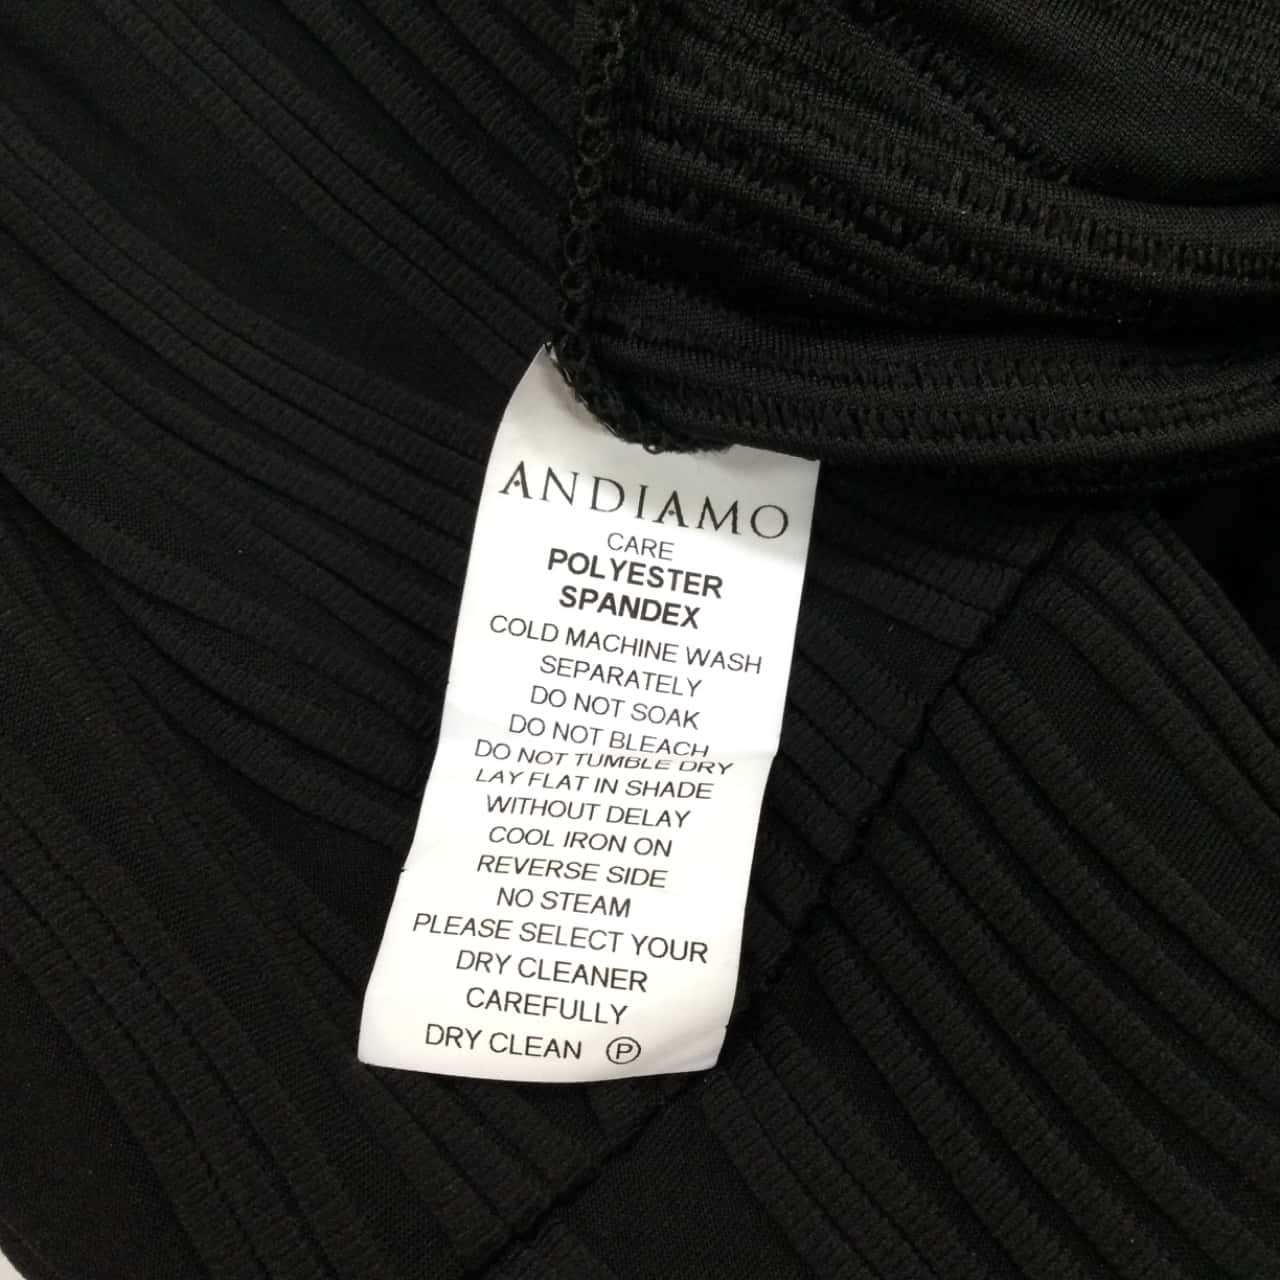 ANDIAMO
CARE
POLYESTER
SPANDEX
COLD MACHINE WASH
SEPARATELY
DO NOT SOAK
DO NOT BLEACH
DO NOT TUMBLE DRY
LAY FLAT IN SHADE
WITHOUT DELAY
COOL IRON ON
REVERSE SIDE
NO STEAM
PLEASE SELECT YOUR
DRY CLEANER
CAREFULLY
DRY CLEAN Ⓟ